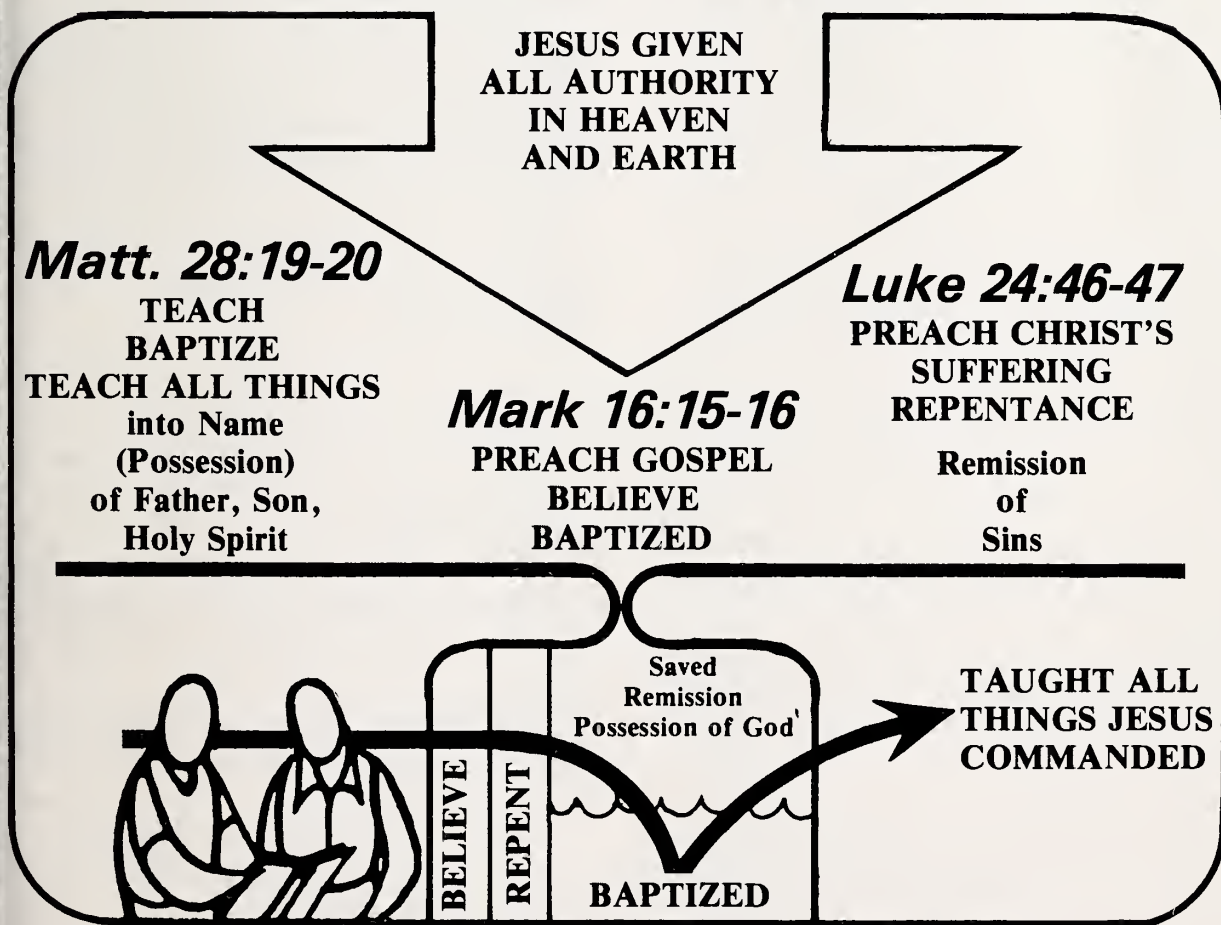 JESUS GIVEN
ALL AUTHORITY
IN HEAVEN
AND EARTH
Matt. 28:19-20
TEACH
BAPTIZE
TEACH ALL THINGS
into Name
(Possession)
of Father, Son,
Holy Spirit
Mark 16:15-16
PREACH GOSPEL
BELIEVE
BAPTIZED
Luke 24:46-47
PREACH CHRIST'S
SUFFERING
REPENTANCE
Remission
of
Sins
BELIEVE
REPENT
Saved
Remission
Possession of God'
BAPTIZED
TAUGHT ALL
THINGS JESUS
COMMANDED